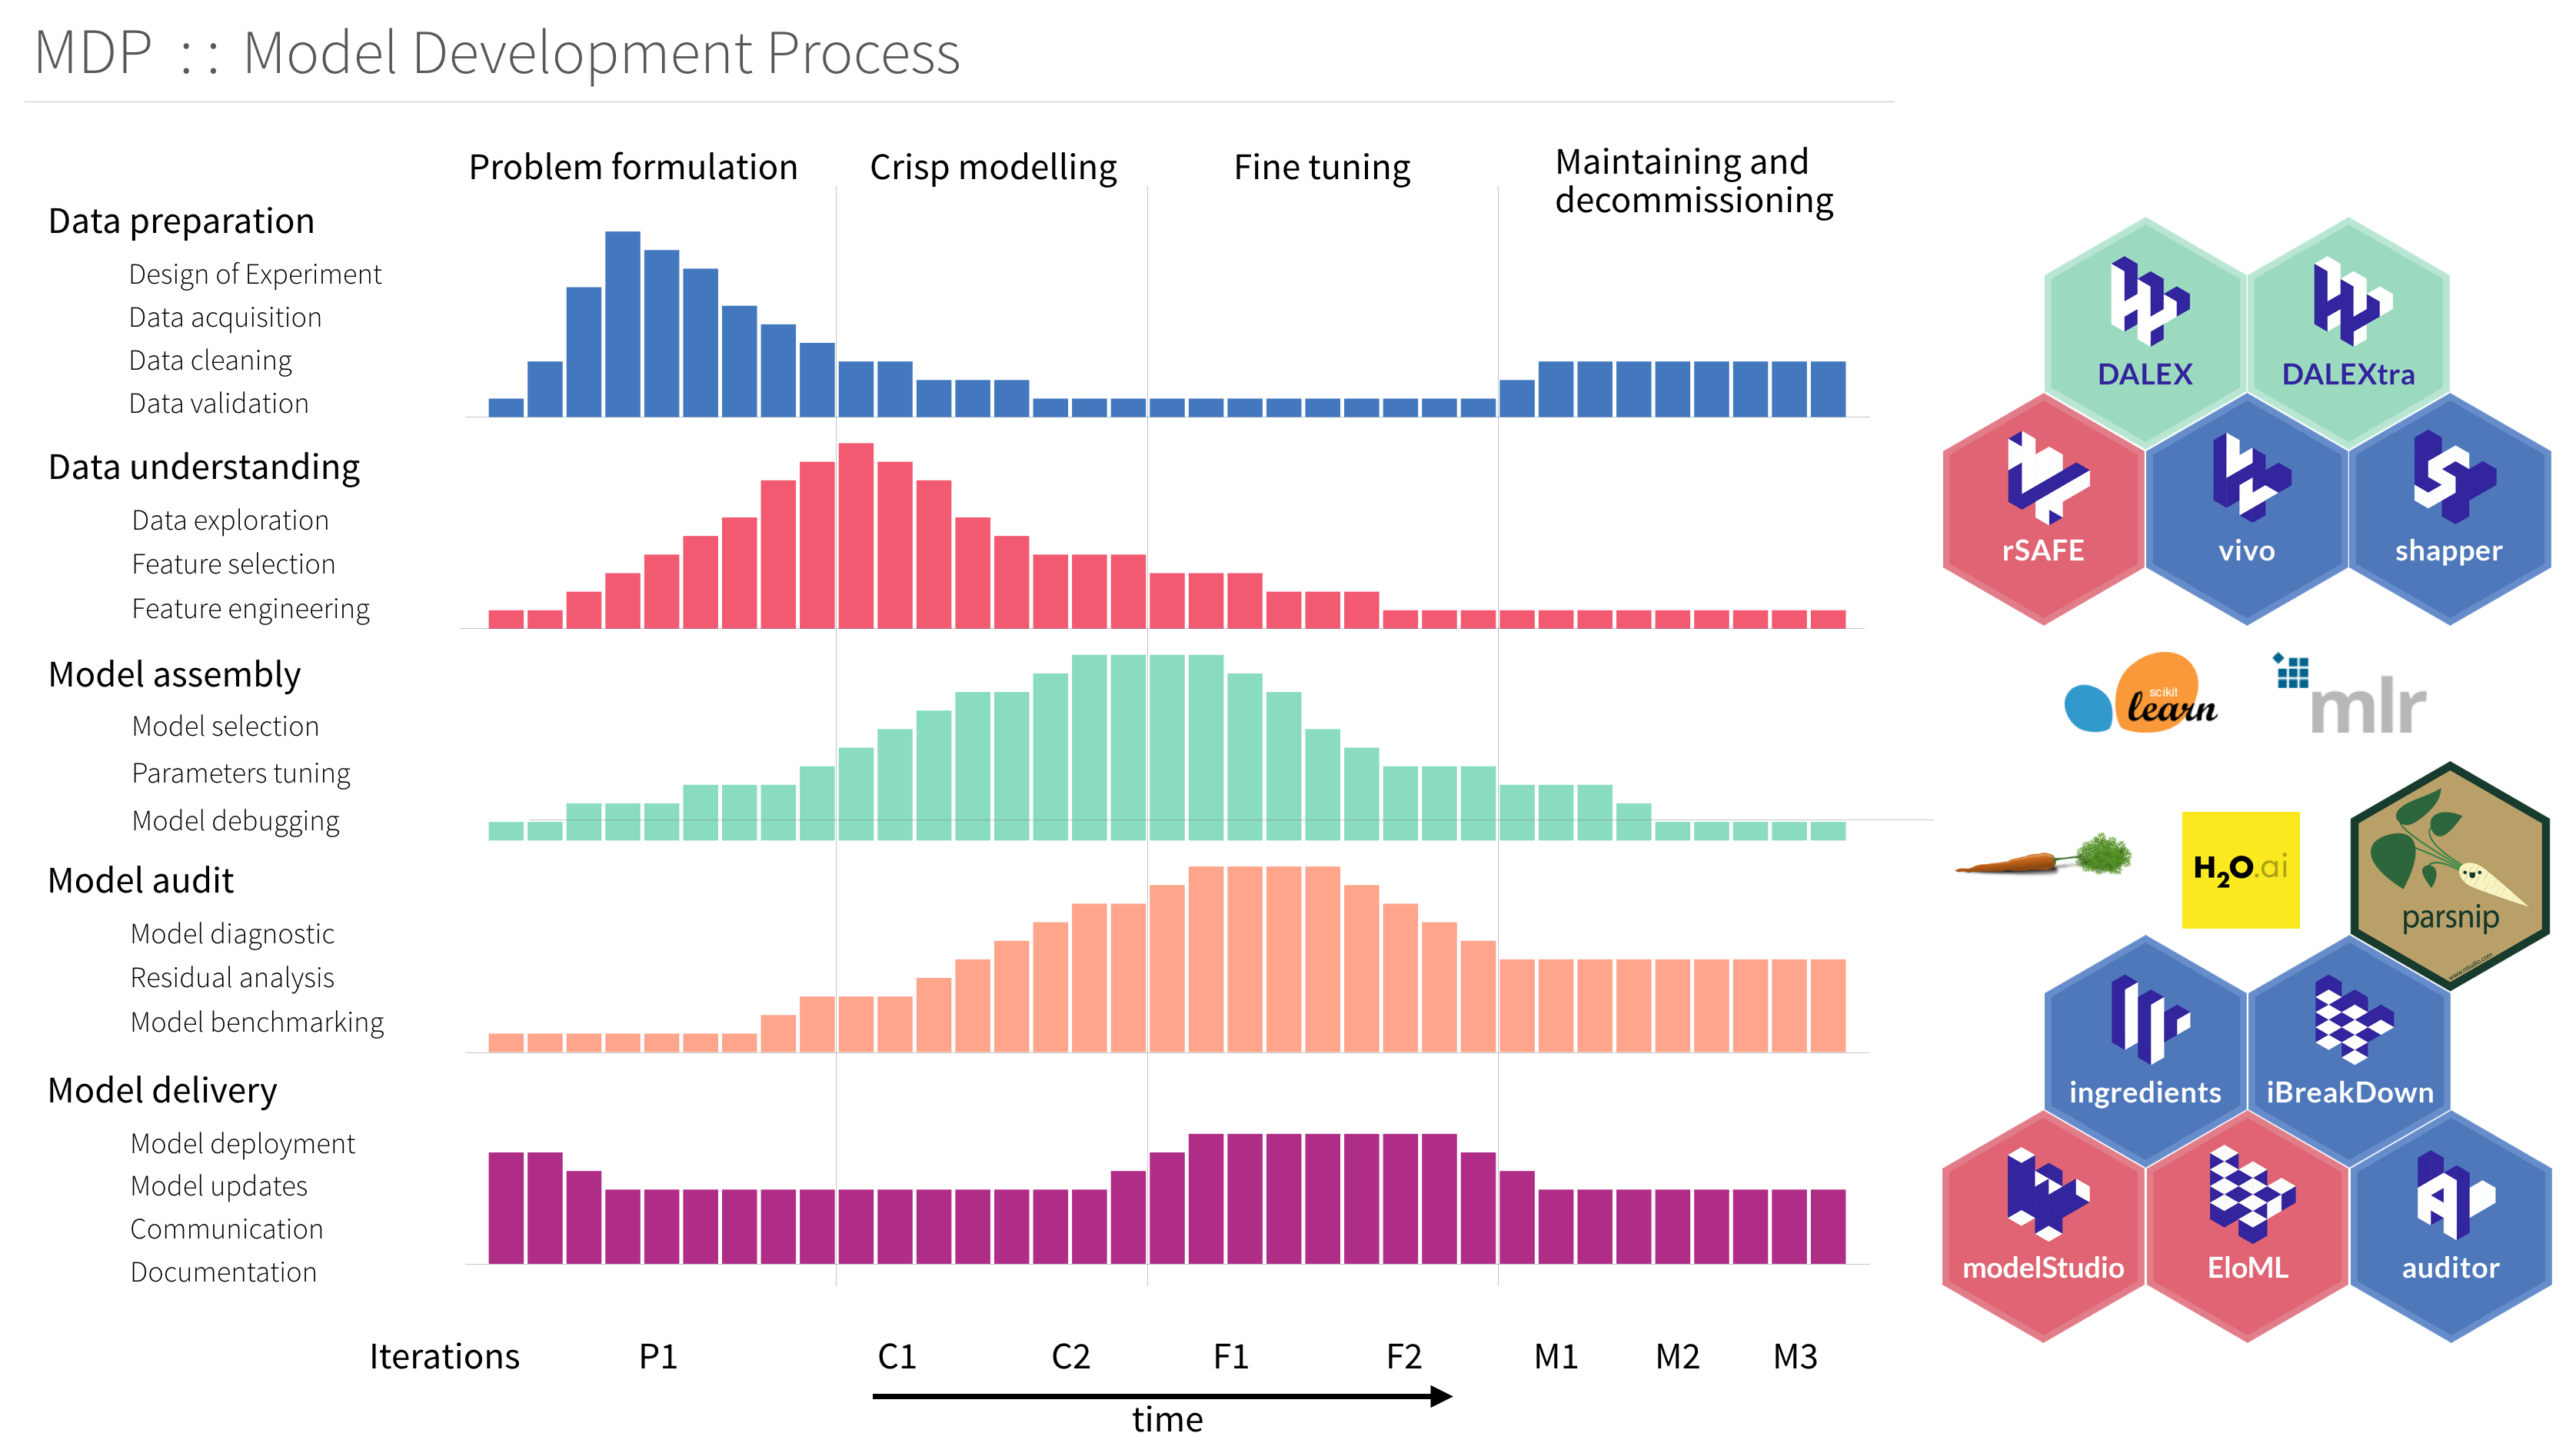 MDP :: Model Development Process
Problem formulation
Crisp modelling
Fine tuning
Maintaining and
decommissioning
Data preparation
Design of Experiment
Data acquisition
Data cleaning
Data validation
Data understanding
Data exploration
Feature selection
Feature engineering
Model assembly
Model selection
Parameters tuning
Model debugging
Model audit
Model diagnostic
Residual analysis
Model benchmarking
Model delivery
Model deployment
Model updates
Communication
Documentation
Iterations
P1
C1
C2
F1
F2
M1
M2
M3
time
DALEX
DALEXtra
rSAFE
vivo
shapper
scikit
learn
mlr
H2O.ai
parsnip
www.rstudio.com
ingredients
iBreakDown
modelStudio
EloML
auditor